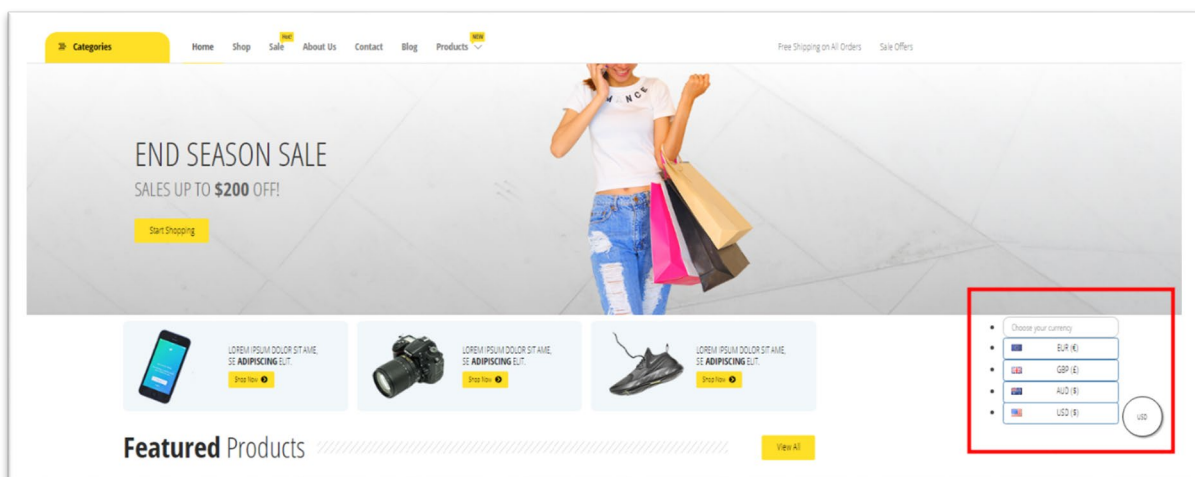 Categories
Home Shop Sale Hot! About Us Contact Blog Products NEW
Free Shipping on All Orders Sale Offers
END SEASON SALE
SALES UP TO $200 OFF!
Start Shopping
LOREM IPSUM DOLOR SIT AME,
SE ADIPISCING ELIT.
Shop Now
LOREM IPSUM DOLOR SIT AME,
SE ADIPISCING ELIT.
Shop Now
LOREM IPSUM DOLOR SIT AME,
SE ADIPISCING ELIT.
Shop Now
Choose your currency
EUR (€)
GBP (£)
AUD ($)
USD ($)
USD
Featured Products
View All